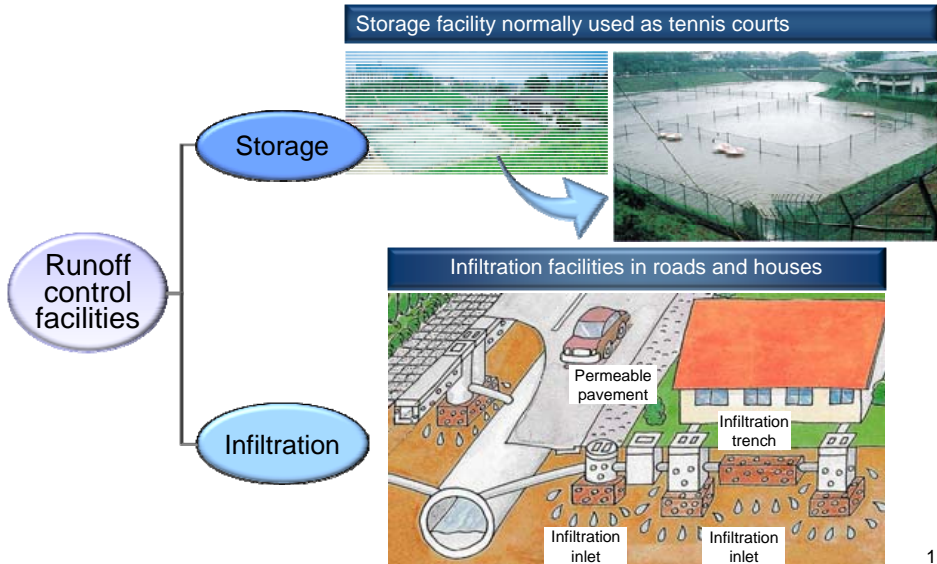 Storage facility normally used as tennis courts
Storage
Runoff
control
facilities
Infiltration facilities in roads and houses
Permeable
pavement
Infiltration
trench
Infiltration
Infiltration
inlet
Infiltration
inlet
1